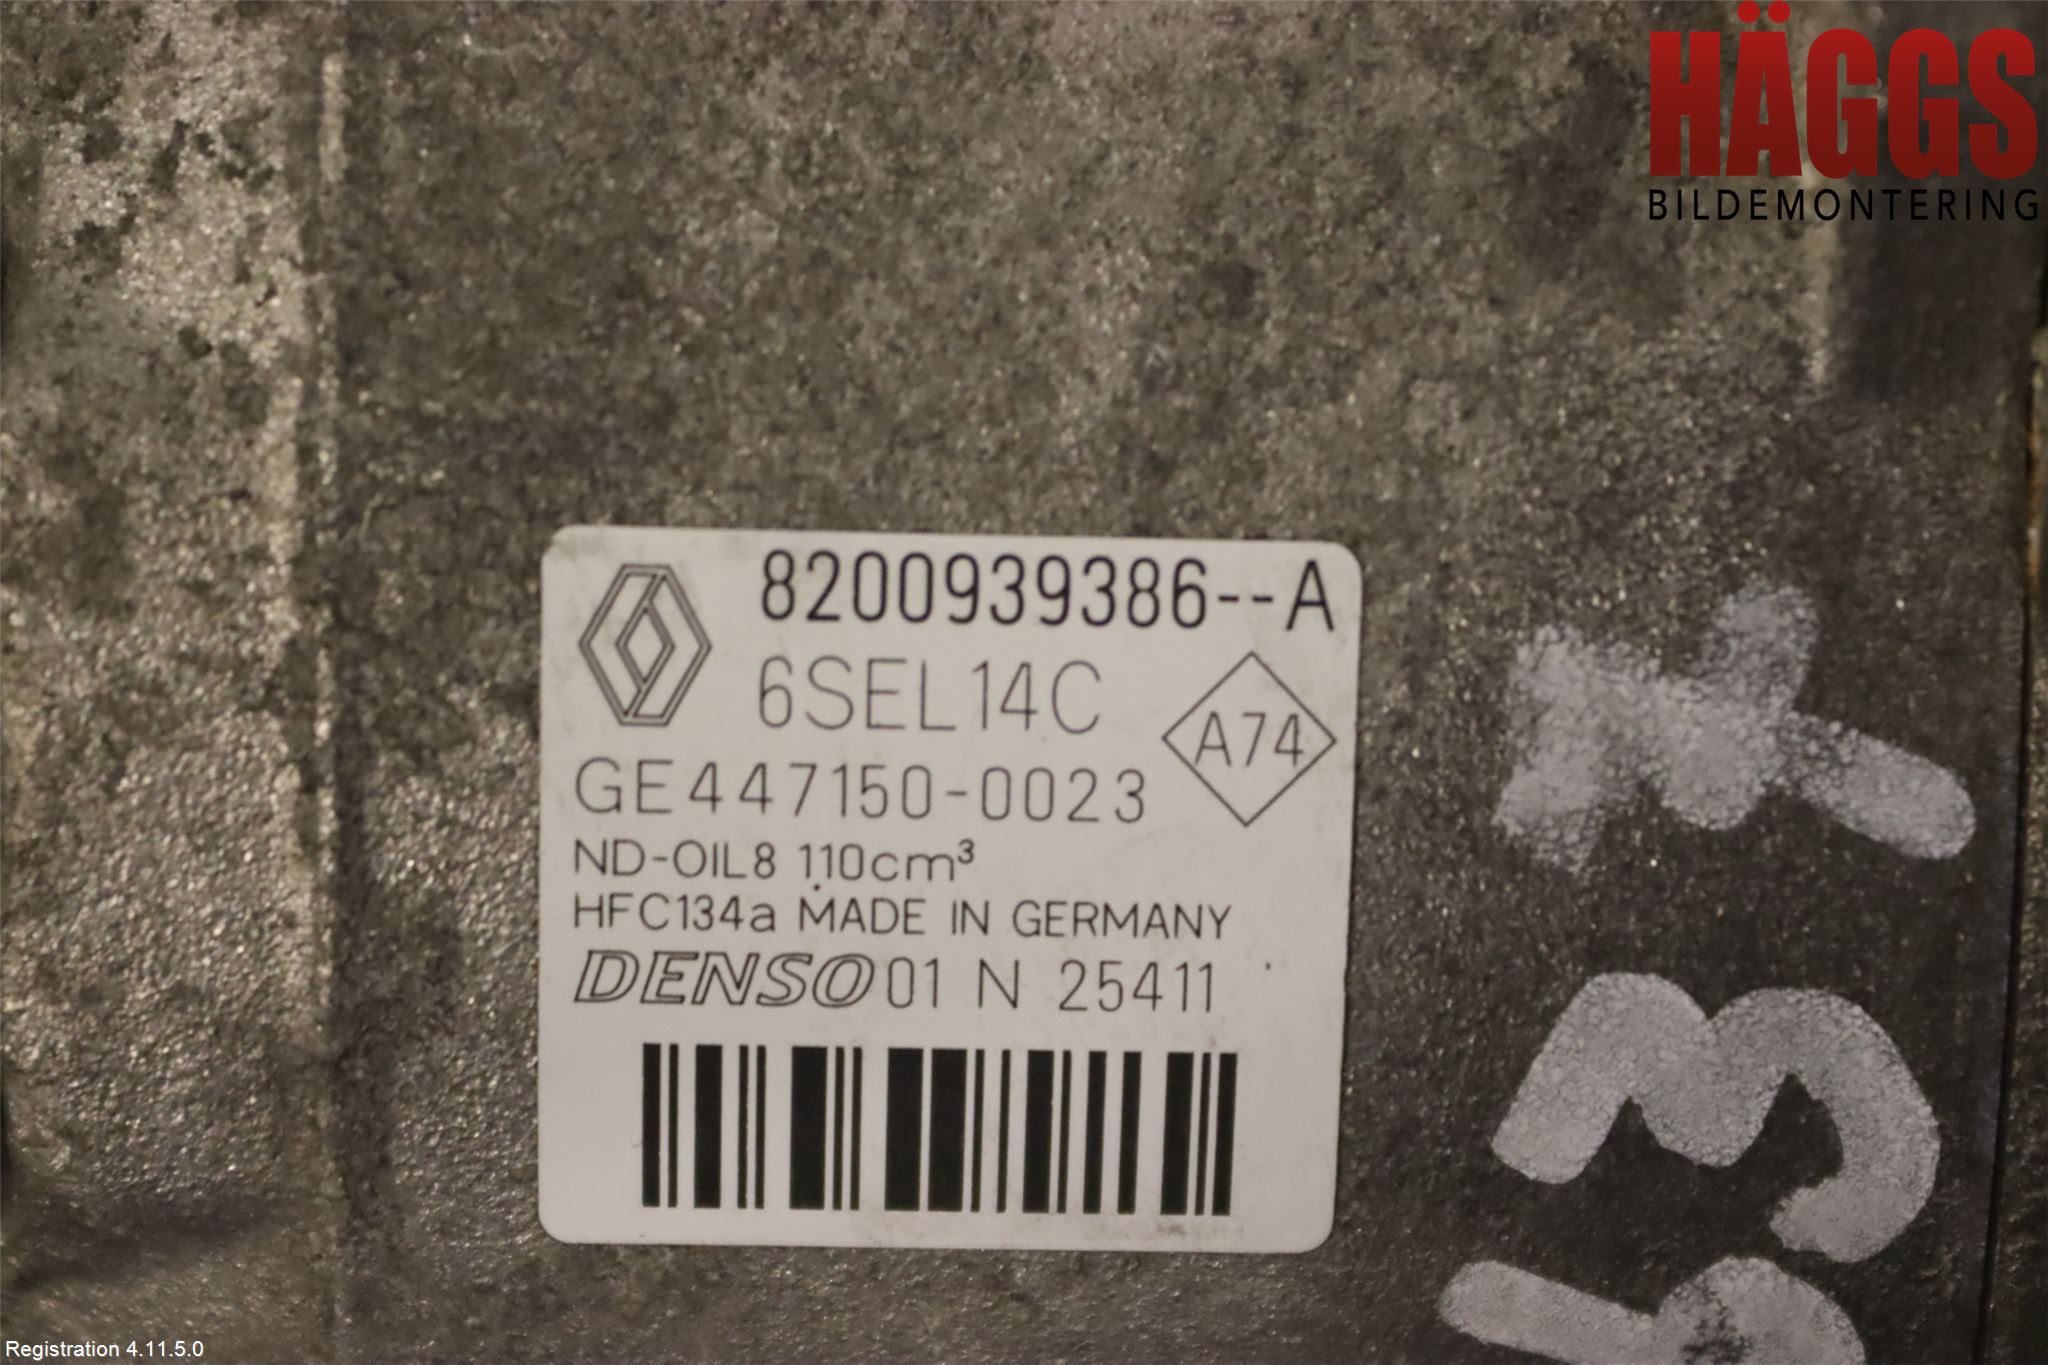 HÄGGS
BILDEMONTERING
8200939386--A
6SEL14C
A74
GE447150-0023
ND-OIL8 110cm³
HFC134a MADE IN GERMANY
DENSO 01 N 25411
Registration 4.11.5.0